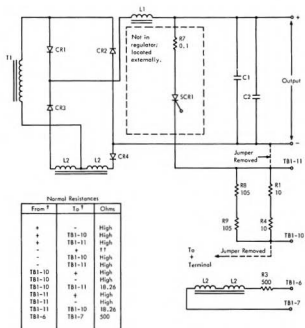 L1
T1
CR1
CR2
Not in
regulator;
located
externally.
R7
0.1
SCR1
C1
C2
+
Output
-
CR3
CR4
L2
L2
Jumper
Removed
TB1-11
R8
105
R1
10
R9
105
R4
10
TB1-10
To
+
Terminal
Jumper Removed
L2
L2
R3
500
TB1-6
TB1-7
Normal Resistances
From † To † Ohms
+ - High
+ TB1-10 High
+ TB1-11 High
- + ††
- TB1-10 High
- TB1-11 High
TB1-10 + High
TB1-10 - High
TB1-10 TB1-11 18.26
TB1-11 + High
TB1-11 - High
TB1-11 TB1-10 18.26
TB1-6 TB1-7 500